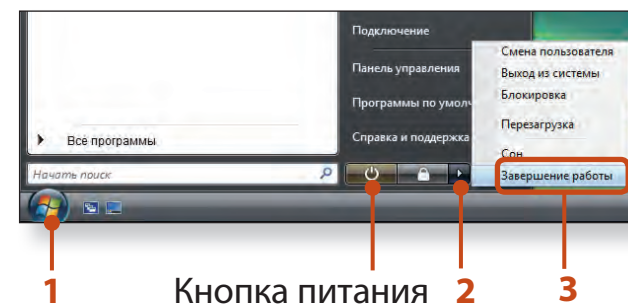 Подключение
Панель управления
Программы по умолч
Справка и поддержка
Все программы
Начать поиск
Смена пользователя
Выход из системы
Блокировка
Перезагрузка
Сон
Завершение работы
1
Кнопка питания
2
3